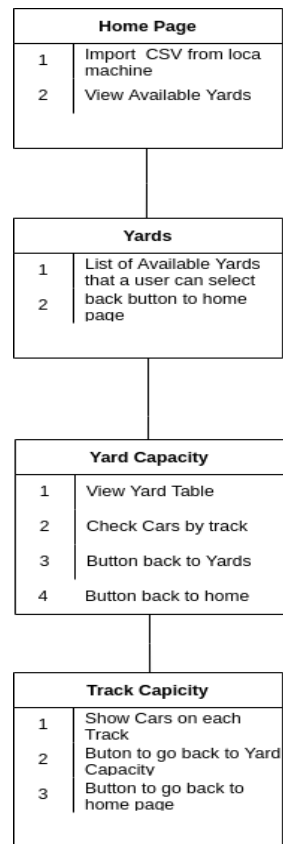 Home Page
1 Import CSV from loca
machine
2 View Available Yards
Yards
1 List of Available Yards
that a user can select
2 back button to home
page
Yard Capacity
1 View Yard Table
2 Check Cars by track
3 Button back to Yards
4 Button back to home
Track Capicity
1 Show Cars on each
Track
2 Buton to go back to Yard
Capacity
3 Button to go back to
home page